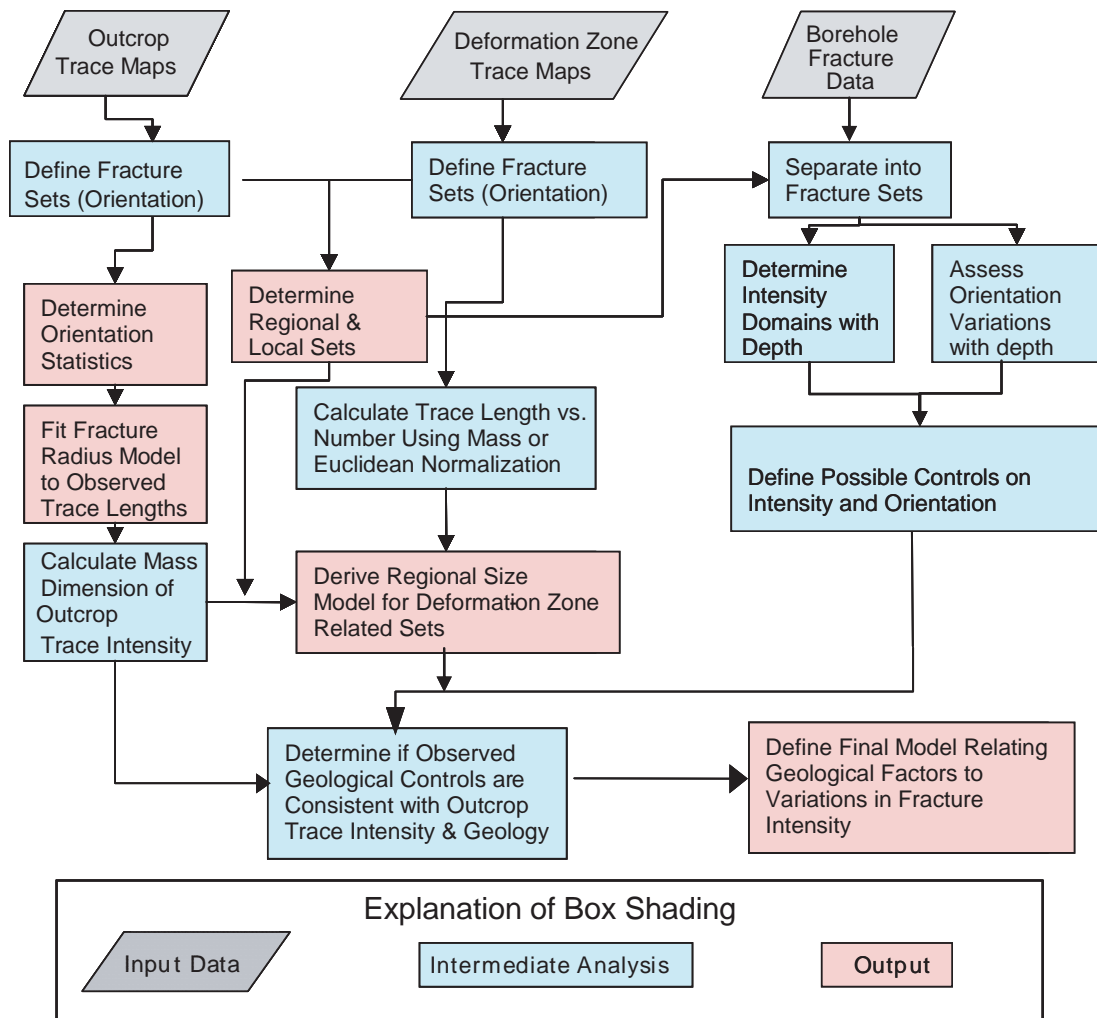 Outcrop
Trace Maps
Deformation Zone
Trace Maps
Borehole
Fracture
Data
Define Fracture
Sets (Orientation)
Define Fracture
Sets (Orientation)
Separate into
Fracture Sets
Determine
Orientation
Statistics
Determine
Regional &
Local Sets
Determine
Intensity
Domains with
Depth
Assess
Orientation
Variations
with depth
Fit Fracture
Radius Model
to Observed
Trace Lengths
Calculate Trace Length vs.
Number Using Mass or
Euclidean Normalization
Define Possible Controls on
Intensity and Orientation
Calculate Mass
Dimension of
Outcrop
Trace Intensity
Derive Regional Size
Model for Deformation Zone
Related Sets
Determine if Observed
Geological Controls are
Consistent with Outcrop
Trace Intensity & Geology
Define Final Model Relating
Geological Factors to
Variations in Fracture
Intensity
Explanation of Box Shading
Input Data
Intermediate Analysis
Output